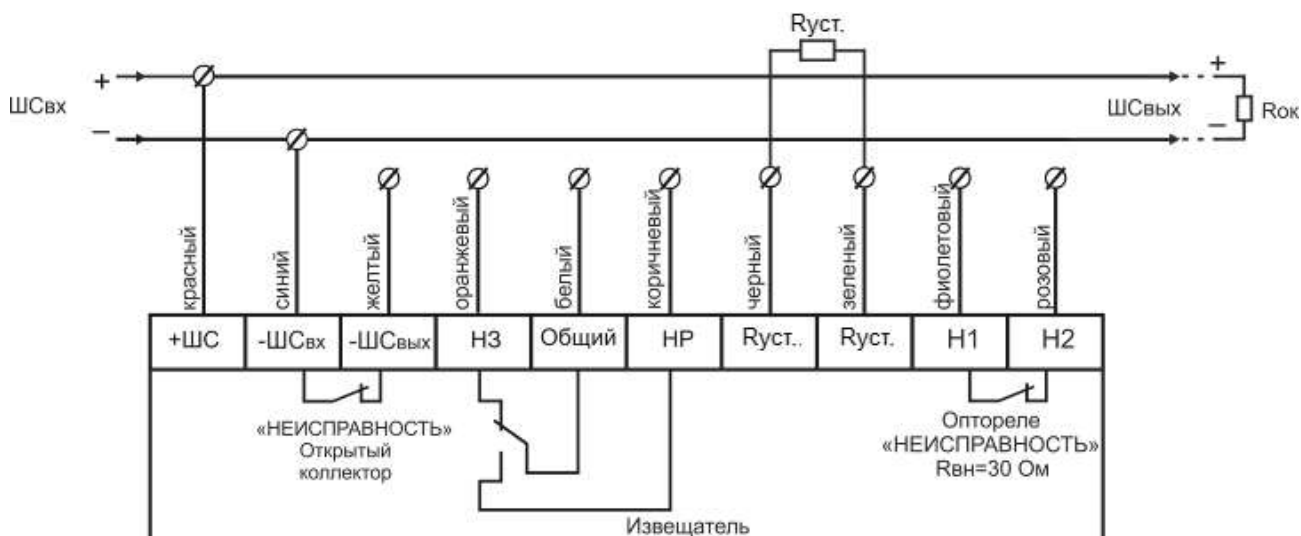 Rуст.
+
ШСвх
–
+
ШСвых
–
Rок
красный
синий
желтый
оранжевый
белый
коричневый
черный
зеленый
фиолетовый
розовый
+ШС
-ШСвх
-ШСвых
НЗ
Общий
НР
Rуст..
Rуст.
Н1
Н2
«НЕИСПРАВНОСТЬ»
Открытый
коллектор
Оптореле
«НЕИСПРАВНОСТЬ»
Rвн=30 Ом
Извещатель